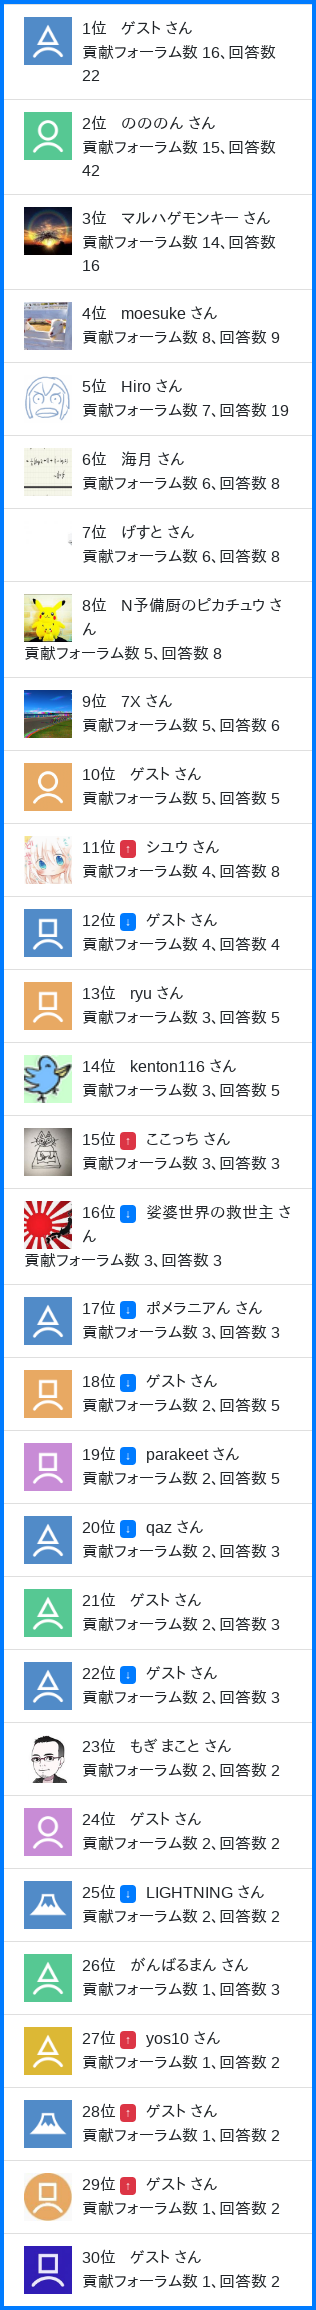 1位　ゲスト さん
貢献フォーラム数 16、回答数
22
2位　のののん さん
貢献フォーラム数 15、回答数
42
3位　マルハゲモンキー さん
貢献フォーラム数 14、回答数
16
4位　moesuke さん
貢献フォーラム数 8、回答数 9
5位　Hiro さん
貢献フォーラム数 7、回答数 19
6位　海月 さん
貢献フォーラム数 6、回答数 8
7位　げすと さん
貢献フォーラム数 6、回答数 8
8位　N予備厨のピカチュウ さ
ん
貢献フォーラム数 5、回答数 8
9位　7X さん
貢献フォーラム数 5、回答数 6
10位　ゲスト さん
貢献フォーラム数 5、回答数 5
11位 ↑ シユウ さん
貢献フォーラム数 4、回答数 8
12位 ↓ ゲスト さん
貢献フォーラム数 4、回答数 4
13位　ryu さん
貢献フォーラム数 3、回答数 5
14位　kenton116 さん
貢献フォーラム数 3、回答数 5
15位 ↑ ここっち さん
貢献フォーラム数 3、回答数 3
16位 ↓ 娑婆世界の救世主 さ
ん
貢献フォーラム数 3、回答数 3
17位 ↓ ポメラニアん さん
貢献フォーラム数 3、回答数 3
18位 ↓ ゲスト さん
貢献フォーラム数 2、回答数 5
19位 ↓ parakeet さん
貢献フォーラム数 2、回答数 5
20位 ↓ qaz さん
貢献フォーラム数 2、回答数 3
21位　ゲスト さん
貢献フォーラム数 2、回答数 3
22位 ↓ ゲスト さん
貢献フォーラム数 2、回答数 3
23位　もぎ まこと さん
貢献フォーラム数 2、回答数 2
24位　ゲスト さん
貢献フォーラム数 2、回答数 2
25位 ↓ LIGHTNING さん
貢献フォーラム数 2、回答数 2
26位　がんばるまん さん
貢献フォーラム数 1、回答数 3
27位 ↑ yos10 さん
貢献フォーラム数 1、回答数 2
28位 ↑ ゲスト さん
貢献フォーラム数 1、回答数 2
29位 ↑ ゲスト さん
貢献フォーラム数 1、回答数 2
30位　ゲスト さん
貢献フォーラム数 1、回答数 2